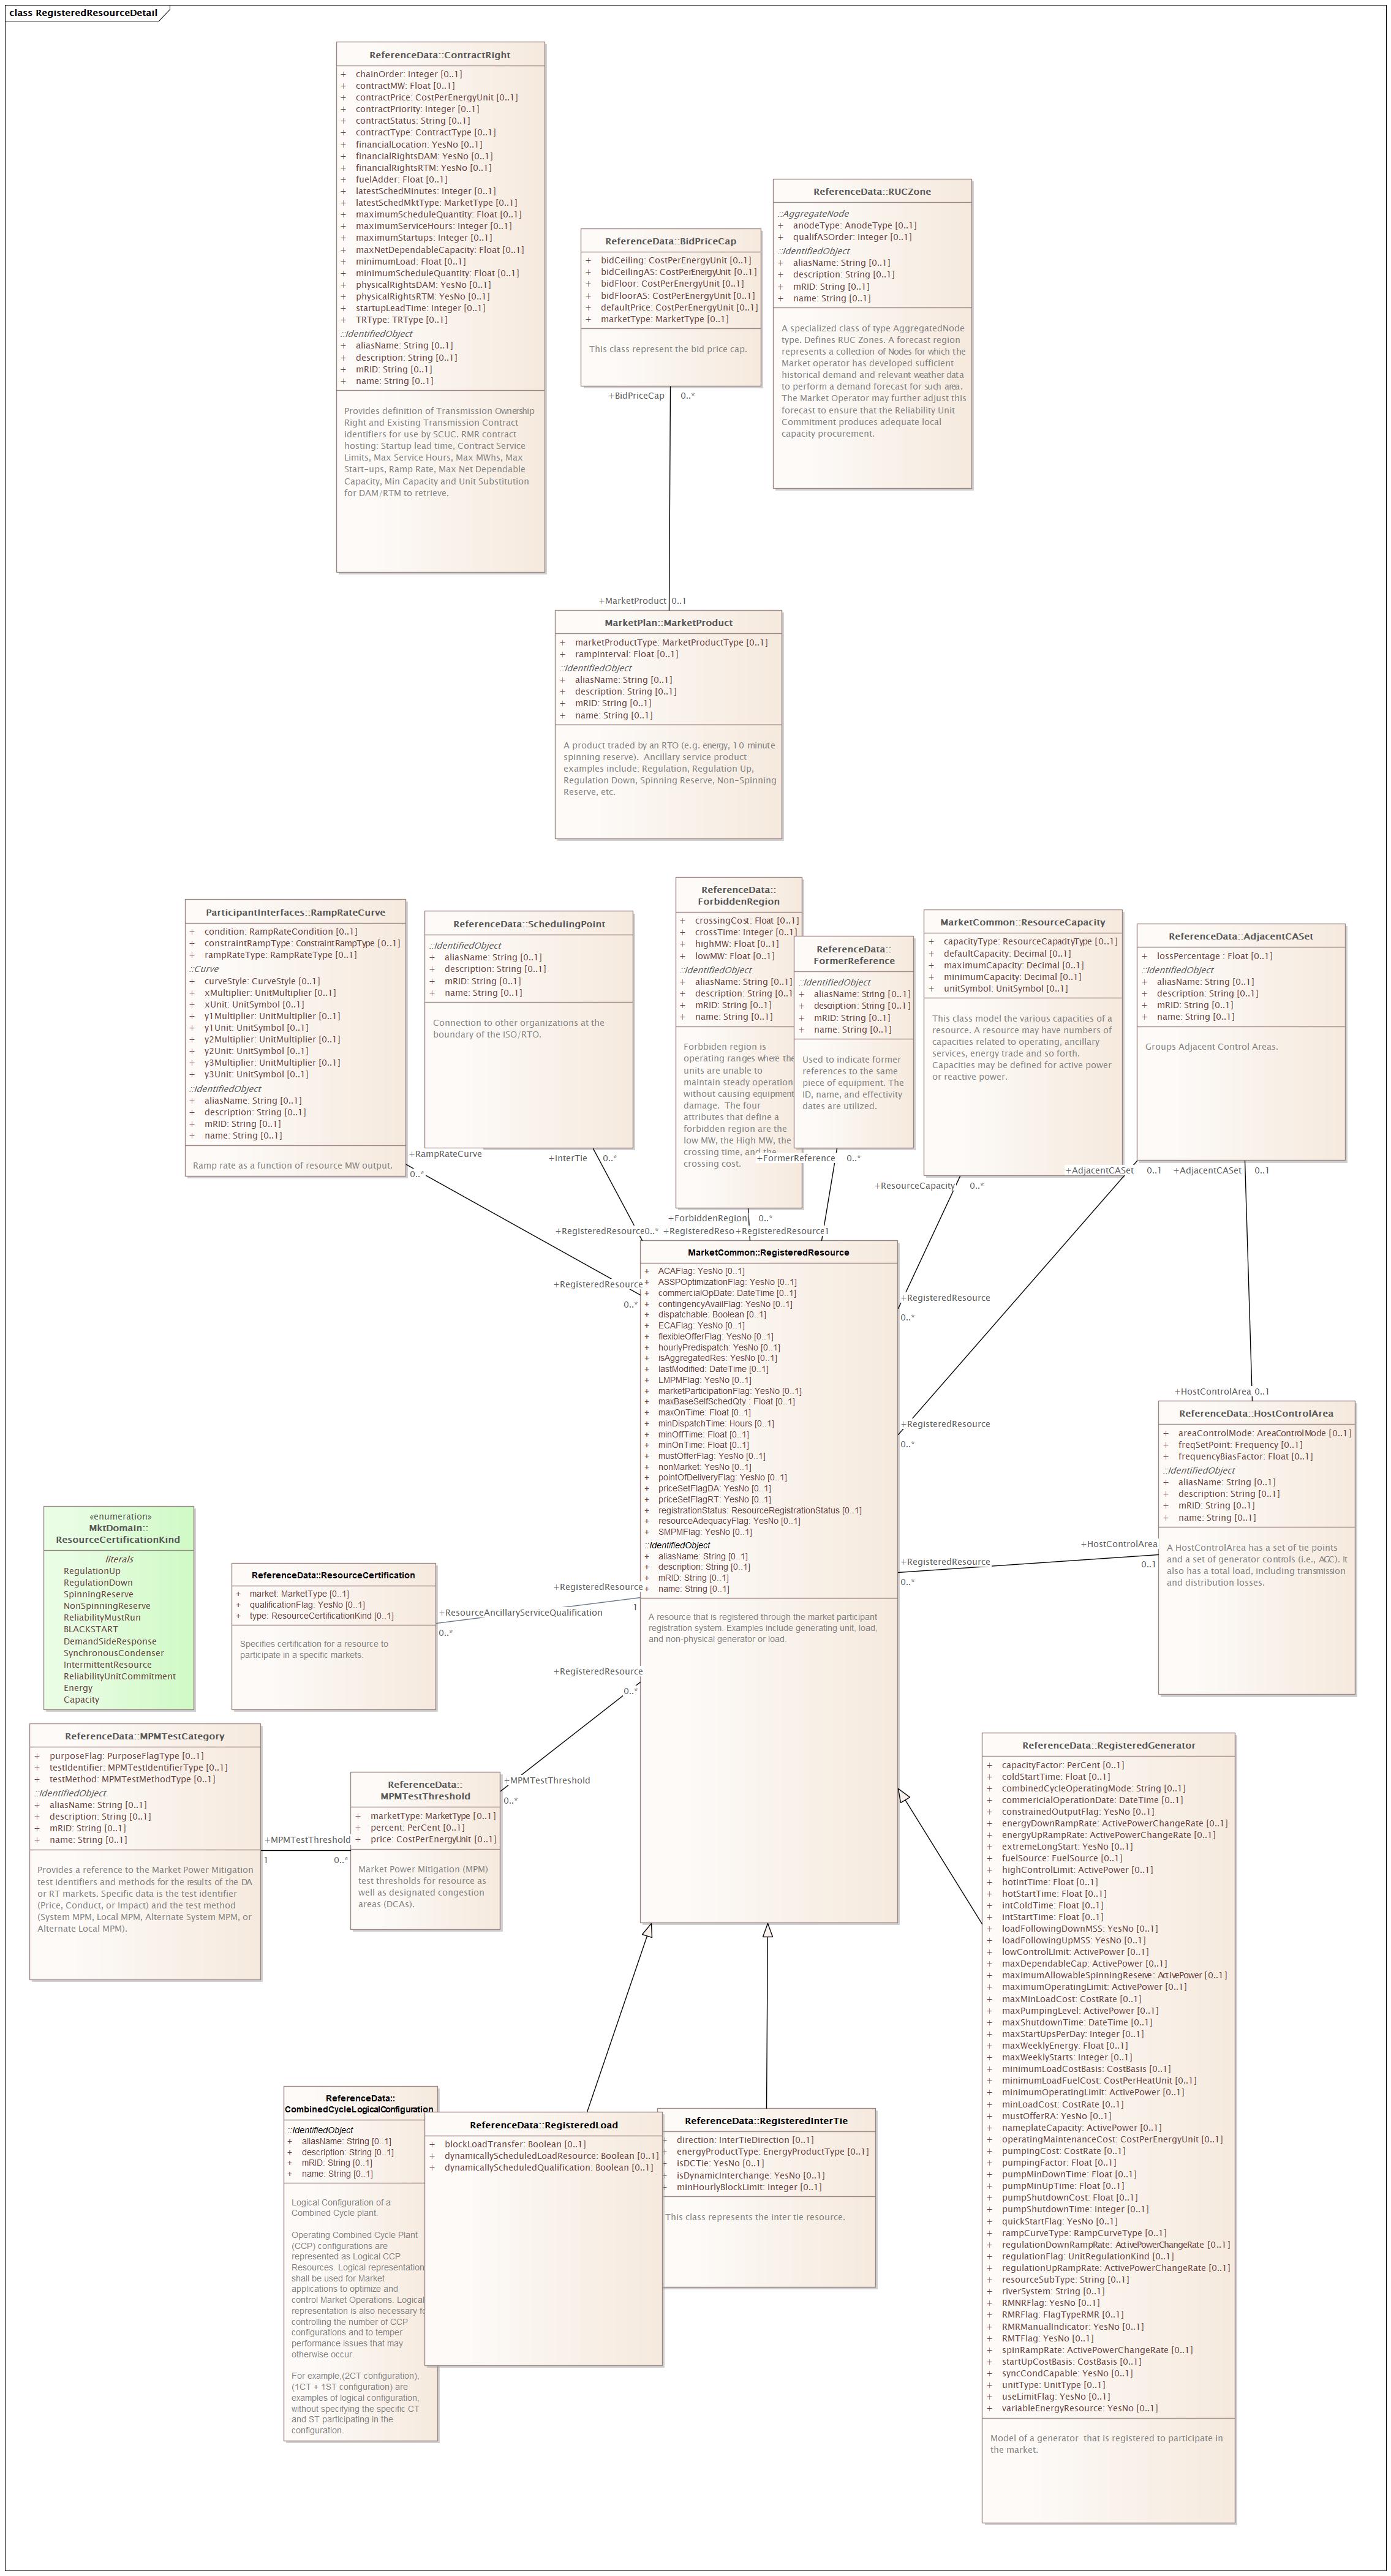 class RegisteredResourceDetail
ReferenceData::ContractRight
+ chainOrder: Integer [0..1]
+ contractMW: Float [0..1]
+ contractPrice: CostPerEnergyUnit [0..1]
+ contractPriority: Integer [0..1]
+ contractStatus: String [0..1]
+ contractType: ContractType [0..1]
+ financialLocation: YesNo [0..1]
+ financialRightsDAM: YesNo [0..1]
+ financialRightsRTM: YesNo [0..1]
+ fuelAdder: Float [0..1]
+ latestSchedMinutes: Integer [0..1]
+ latestSchedMktType: MarketType [0..1]
+ maximumScheduleQuantity: Float [0..1]
+ maximumServiceHours: Integer [0..1]
+ maximumStartups: Integer [0..1]
+ maxNetDependableCapacity: Float [0..1]
+ minimumLoad: Float [0..1]
+ minimumScheduleQuantity: Float [0..1]
+ physicalRightsDAM: YesNo [0..1]
+ physicalRightsRTM: YesNo [0..1]
+ startupLeadTime: Integer [0..1]
+ TRType: TRType [0..1]
::IdentifiedObject
+ aliasName: String [0..1]
+ description: String [0..1]
+ mRID: String [0..1]
+ name: String [0..1]
Provides definition of Transmission Ownership
Right and Existing Transmission Contract
identifiers for use by SCUC. RMR contract
hosting: Startup lead time, Contract Service
Limits, Max Service Hours, Max MWhs, Max
Start-ups, Ramp Rate, Max Net Dependable
Capacity, Min Capacity and Unit Substitution
for DAM/RTM to retrieve.
ReferenceData::BidPriceCap
+ bidCeiling: CostPerEnergyUnit [0..1]
+ bidCeilingAS: CostPerEnergyUnit [0..1]
+ bidFloor: CostPerEnergyUnit [0..1]
+ bidFloorAS: CostPerEnergyUnit [0..1]
+ defaultPrice: CostPerEnergyUnit [0..1]
+ marketType: MarketType [0..1]
This class represent the bid price cap.
ReferenceData::RUCZone
::AggregateNode
+ anodeType: AnodeType [0..1]
+ qualifASOrder: Integer [0..1]
::IdentifiedObject
+ aliasName: String [0..1]
+ description: String [0..1]
+ mRID: String [0..1]
+ name: String [0..1]
A specialized class of type AggregatedNode
type. Defines RUC Zones. A forecast region
represents a collection of Nodes for which the
Market operator has developed sufficient
historical demand and relevant weather data
to perform a demand forecast for such area.
The Market Operator may further adjust this
forecast to ensure that the Reliability Unit
Commitment produces adequate local
capacity procurement.
+BidPriceCap 0..*
+MarketProduct 0..1
MarketPlan::MarketProduct
+ marketProductType: MarketProductType [0..1]
+ rampInterval: Float [0..1]
::IdentifiedObject
+ aliasName: String [0..1]
+ description: String [0..1]
+ mRID: String [0..1]
+ name: String [0..1]
A product traded by an RTO (e.g. energy, 10 minute
spinning reserve).  Ancillary service product
examples include: Regulation, Regulation Up,
Regulation Down, Spinning Reserve, Non-Spinning
Reserve, etc.
ParticipantInterfaces::RampRateCurve
+ condition: RampRateCondition [0..1]
+ constraintRampType: ConstraintRampType [0..1]
+ rampRateType: RampRateType [0..1]
::Curve
+ curveStyle: CurveStyle [0..1]
+ xMultiplier: UnitMultiplier [0..1]
+ xUnit: UnitSymbol [0..1]
+ y1Multiplier: UnitMultiplier [0..1]
+ y1Unit: UnitSymbol [0..1]
+ y2Multiplier: UnitMultiplier [0..1]
+ y2Unit: UnitSymbol [0..1]
+ y3Multiplier: UnitMultiplier [0..1]
+ y3Unit: UnitSymbol [0..1]
::IdentifiedObject
+ aliasName: String [0..1]
+ description: String [0..1]
+ mRID: String [0..1]
+ name: String [0..1]
Ramp rate as a function of resource MW output.
ReferenceData::SchedulingPoint
::IdentifiedObject
+ aliasName: String [0..1]
+ description: String [0..1]
+ mRID: String [0..1]
+ name: String [0..1]
Connection to other organizations at the
boundary of the ISO/RTO.
ReferenceData::
ForbiddenRegion
+ crossingCost: Float [0..1]
+ crossTime: Integer [0..1]
+ highMW: Float [0..1]
+ lowMW: Float [0..1]
::IdentifiedObject
+ aliasName: String [0..1]
+ description: String [0..1]
+ mRID: String [0..1]
+ name: String [0..1]
Forbbiden region is
operating ranges where the
units are unable to
maintain steady operation
without causing equipment
damage.  The four
attributes that define a
forbidden region are the
low MW, the High MW, the
crossing time, and the
crossing cost.
ReferenceData::
FormerReference
::IdentifiedObject
+ aliasName: String [0..1]
+ description: String [0..1]
+ mRID: String [0..1]
+ name: String [0..1]
Used to indicate former
references to the same
piece of equipment. The
ID, name, and effectivity
dates are utilized.
MarketCommon::ResourceCapacity
+ capacityType: ResourceCapacityType [0..1]
+ defaultCapacity: Decimal [0..1]
+ maximumCapacity: Decimal [0..1]
+ minimumCapacity: Decimal [0..1]
+ unitSymbol: UnitSymbol [0..1]
This class model the various capacities of a
resource. A resource may have numbers of
capacities related to operating, ancillary
services, energy trade and so forth.
Capacities may be defined for active power
or reactive power.
ReferenceData::AdjacentCASet
+ lossPercentage: Float [0..1]
::IdentifiedObject
+ aliasName: String [0..1]
+ description: String [0..1]
+ mRID: String [0..1]
+ name: String [0..1]
Groups Adjacent Control Areas.
+RampRateCurve
0..*
+InterTie 0..*
+FormerReference 0..*
+ResourceCapacity 0..*
+AdjacentCASet 0..1
+AdjacentCASet 0..1
+ForbiddenRegion 0..*
+RegisteredResource 0..*
+RegisteredReso
+RegisteredResource 1
+RegisteredResource
0..*
+RegisteredResource
0..*
+RegisteredResource
0..*
MarketCommon::RegisteredResource
+ ACAFlag: YesNo [0..1]
+ ASSPOptimizationFlag: YesNo [0..1]
+ commercialOpDate: DateTime [0..1]
+ contingencyAvailFlag: YesNo [0..1]
+ dispatchable: Boolean [0..1]
+ ECAFlag: YesNo [0..1]
+ flexibleOfferFlag: YesNo [0..1]
+ hourlyPredispatch: YesNo [0..1]
+ isAggregatedRes: YesNo [0..1]
+ lastModified: DateTime [0..1]
+ LMPMFlag: YesNo [0..1]
+ marketParticipationFlag: YesNo [0..1]
+ maxBaseSelfSchedQty : Float [0..1]
+ maxOnTime: Float [0..1]
+ minDispatchTime: Hours [0..1]
+ minOffTime: Float [0..1]
+ minOnTime: Float [0..1]
+ mustOfferFlag: YesNo [0..1]
+ nonMarket: YesNo [0..1]
+ pointOfDeliveryFlag: YesNo [0..1]
+ priceSetFlagDA: YesNo [0..1]
+ priceSetFlagRT: YesNo [0..1]
+ registrationStatus: ResourceRegistrationStatus [0..1]
+ resourceAdequacyFlag: YesNo [0..1]
+ SMPMFlag: YesNo [0..1]
::IdentifiedObject
+ aliasName: String [0..1]
+ description: String [0..1]
+ mRID: String [0..1]
+ name: String [0..1]
A resource that is registered through the market participant
registration system. Examples include generating unit, load,
and non-physical generator or load.
+HostControlArea 0..1
ReferenceData::HostControlArea
+ areaControlMode: AreaControlMode [0..1]
+ freqSetPoint: Frequency [0..1]
+ frequencyBiasFactor: Float [0..1]
::IdentifiedObject
+ aliasName: String [0..1]
+ description: String [0..1]
+ mRID: String [0..1]
+ name: String [0..1]
A HostControlArea has a set of tie points
and a set of generator controls (i.e., AGC). It
also has a total load, including transmission
and distribution losses.
+HostControlArea
0..1
+RegisteredResource
0..*
«enumeration»
MktDomain::
ResourceCertificationKind
literals
RegulationUp
RegulationDown
SpinningReserve
NonSpinningReserve
ReliabilityMustRun
BLACKSTART
DemandSideResponse
SynchronousCondenser
IntermittentResource
ReliabilityUnitCommitment
Energy
Capacity
ReferenceData::ResourceCertification
+ market: MarketType [0..1]
+ qualificationFlag: YesNo [0..1]
+ type: ResourceCertificationKind [0..1]
Specifies certification for a resource to
participate in a specific markets.
+RegisteredResource
1
+ResourceAncillaryServiceQualification
0..*
+RegisteredResource
0..*
+MPMTestThreshold
0..*
ReferenceData::MPMTestCategory
+ purposeFlag: PurposeFlagType [0..1]
+ testIdentifier: MPMTestIdentifierType [0..1]
+ testMethod: MPMTestMethodType [0..1]
::IdentifiedObject
+ aliasName: String [0..1]
+ description: String [0..1]
+ mRID: String [0..1]
+ name: String [0..1]
Provides a reference to the Market Power Mitigation
test identifiers and methods for the results of the DA
or RT markets. Specific data is the test identifier
(Price, Conduct, or Impact) and the test method
(System MPM, Local MPM, Alternate System MPM, or
Alternate Local MPM).
+MPMTestThreshold
1 0..*
ReferenceData::
MPMTestThreshold
+ marketType: MarketType [0..1]
+ percent: PerCent [0..1]
+ price: CostPerEnergyUnit [0..1]
Market Power Mitigation (MPM)
test thresholds for resource as
well as designated congestion
areas (DCAs).
ReferenceData::RegisteredGenerator
+ capacityFactor: PerCent [0..1]
+ coldStartTime: Float [0..1]
+ combinedCycleOperatingMode: String [0..1]
+ commericialOperationDate: DateTime [0..1]
+ constrainedOutputFlag: YesNo [0..1]
+ energyDownRampRate: ActivePowerChangeRate [0..1]
+ energyUpRampRate: ActivePowerChangeRate [0..1]
+ extremeLongStart: YesNo [0..1]
+ fuelSource: FuelSource [0..1]
+ highControlLimit: ActivePower [0..1]
+ hotIntTime: Float [0..1]
+ hotStartTime: Float [0..1]
+ intColdTime: Float [0..1]
+ intStartTime: Float [0..1]
+ loadFollowingDownMSS: YesNo [0..1]
+ loadFollowingUpMSS: YesNo [0..1]
+ lowControlLImit: ActivePower [0..1]
+ maxDependableCap: ActivePower [0..1]
+ maximumAllowableSpinningReserve: ActivePower [0..1]
+ maximumOperatingLimit: ActivePower [0..1]
+ maxMinLoadCost: CostRate [0..1]
+ maxPumpingLevel: ActivePower [0..1]
+ maxShutdownTime: DateTime [0..1]
+ maxStartUpsPerDay: Integer [0..1]
+ maxWeeklyEnergy: Float [0..1]
+ maxWeeklyStarts: Integer [0..1]
+ minimumLoadCostBasis: CostBasis [0..1]
+ minimumLoadFuelCost: CostPerHeatUnit [0..1]
+ minimumOperatingLimit: ActivePower [0..1]
+ minLoadCost: CostRate [0..1]
+ mustOfferRA: YesNo [0..1]
+ nameplateCapacity: ActivePower [0..1]
+ operatingMaintenanceCost: CostPerEnergyUnit [0..1]
+ pumpingCost: CostRate [0..1]
+ pumpingFactor: Float [0..1]
+ pumpMinDownTime: Float [0..1]
+ pumpMinUpTime: Float [0..1]
+ pumpShutdownCost: Float [0..1]
+ pumpShutdownTime: Integer [0..1]
+ quickStartFlag: YesNo [0..1]
+ rampCurveType: RampCurveType [0..1]
+ regulationDownRampRate: ActivePowerChangeRate [0..1]
+ regulationFlag: UnitRegulationKind [0..1]
+ regulationUpRampRate: ActivePowerChangeRate [0..1]
+ resourceSubType: String [0..1]
+ riverSystem: String [0..1]
+ RMNRFlag: YesNo [0..1]
+ RMRFlag: FlagTypeRMR [0..1]
+ RMRManualIndicator: YesNo [0..1]
+ RMTFlag: YesNo [0..1]
+ spinRampRate: ActivePowerChangeRate [0..1]
+ startUpCostBasis: CostBasis [0..1]
+ syncCondCapable: YesNo [0..1]
+ unitType: UnitType [0..1]
+ useLimitFlag: YesNo [0..1]
+ variableEnergyResource: YesNo [0..1]
Model of a generator  that is registered to participate in
the market.
ReferenceData::
CombinedCycleLogicalConfiguration
::IdentifiedObject
+ aliasName: String [0..1]
+ description: String [0..1]
+ mRID: String [0..1]
+ name: String [0..1]
Logical Configuration of a
Combined Cycle plant.
Operating Combined Cycle Plant
(CCP) configurations are
represented as Logical CCP
Resources. Logical representation
shall be used for Market
applications to optimize and
control Market Operations. Logical
representation is also necessary fo
controlling the number of CCP
configurations and to temper
performance issues that may
otherwise occur.
For example,(2CT configuration),
(1CT + 1ST configuration) are
examples of logical configuration,
without specifying the specific CT
and ST participating in the
configuration.
ReferenceData::RegisteredLoad
+ blockLoadTransfer: Boolean [0..1]
+ dynamicallyScheduledLoadResource: Boolean [0..1]
+ dynamicallyScheduledQualification: Boolean [0..1]
ReferenceData::RegisteredInterTie
+ direction: InterTieDirection [0..1]
+ energyProductType: EnergyProductType [0..1]
+ isDCTie: YesNo [0..1]
+ isDynamicInterchange: YesNo [0..1]
+ minHourlyBlockLimit: Integer [0..1]
This class represents the inter tie resource.